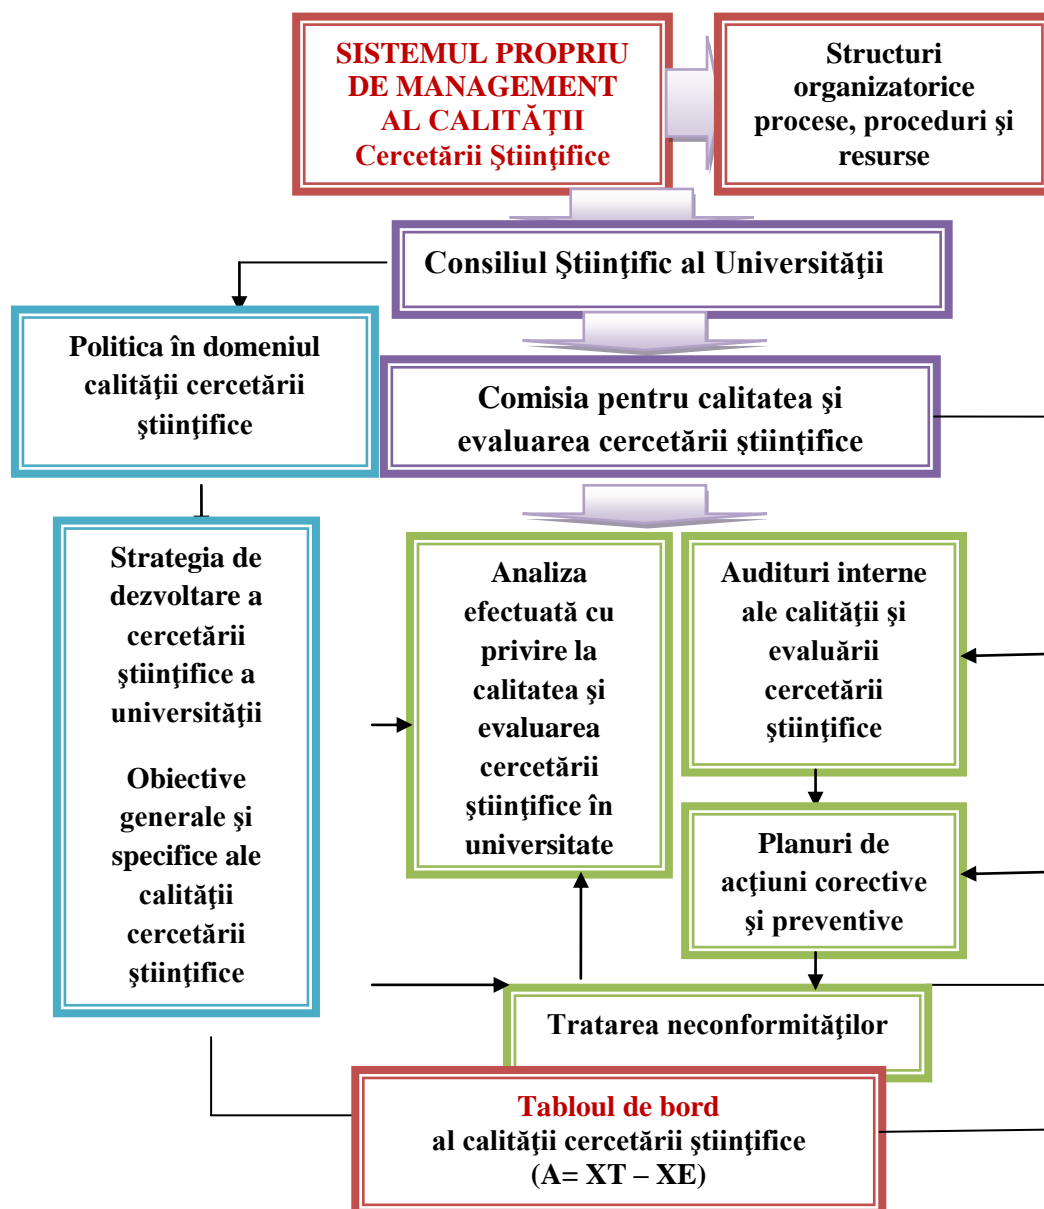 SISTEMUL PROPRIU
DE MANAGEMENT
AL CALITĂŢII
Cercetării Ştiinţifice
Structuri
organizatorice
procese, proceduri şi
resurse
Consiliul Ştiinţific al Universităţii
Politica în domeniul
calităţii cercetării
ştiinţifice
Comisia pentru calitatea şi
evaluarea cercetării ştiinţifice
Strategia de
dezvoltare a
cercetării
ştiinţifice a
universităţii
Obiective
generale şi
specifice ale
calităţii
cercetării
ştiinţifice
Analiza
efectuată cu
privire la
calitatea şi
evaluarea
cercetării
ştiinţifice în
universitate
Audituri interne
ale calităţii şi
evaluării
cercetării
ştiinţifice
Planuri de
acţiuni corective
şi preventive
Tratarea neconformităţilor
Tabloul de bord
al calităţii cercetării ştiinţifice
(A= XT – XE)